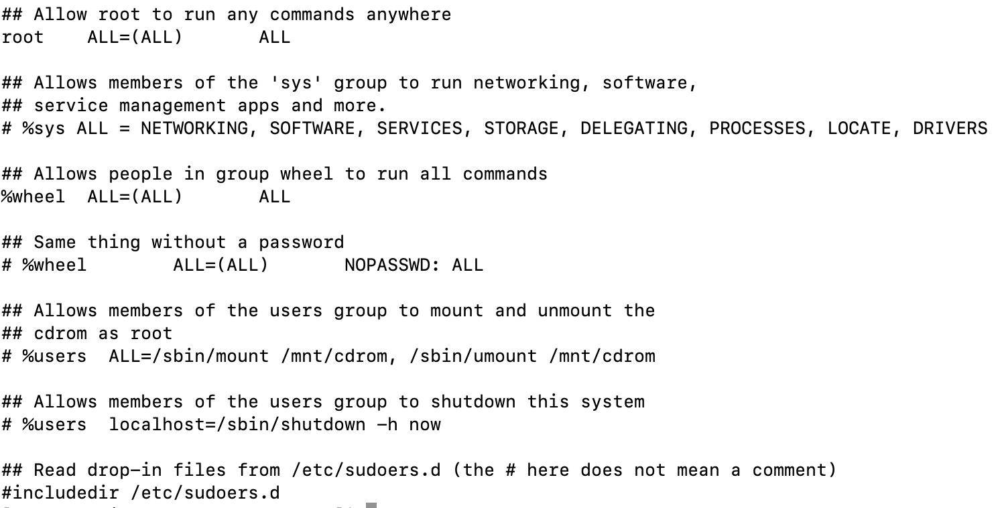 ## Allow root to run any commands anywhere
root    ALL=(ALL)       ALL
## Allows members of the 'sys' group to run networking, software,
## service management apps and more.
# %sys ALL = NETWORKING, SOFTWARE, SERVICES, STORAGE, DELEGATING, PROCESSES, LOCATE, DRIVERS
## Allows people in group wheel to run all commands
%wheel  ALL=(ALL)       ALL
## Same thing without a password
# %wheel        ALL=(ALL)       NOPASSWD: ALL
## Allows members of the users group to mount and unmount the
## cdrom as root
# %users  ALL=/sbin/mount /mnt/cdrom, /sbin/umount /mnt/cdrom
## Allows members of the users group to shutdown this system
# %users  localhost=/sbin/shutdown -h now
## Read drop-in files from /etc/sudoers.d (the # here does not mean a comment)
#includedir /etc/sudoers.d